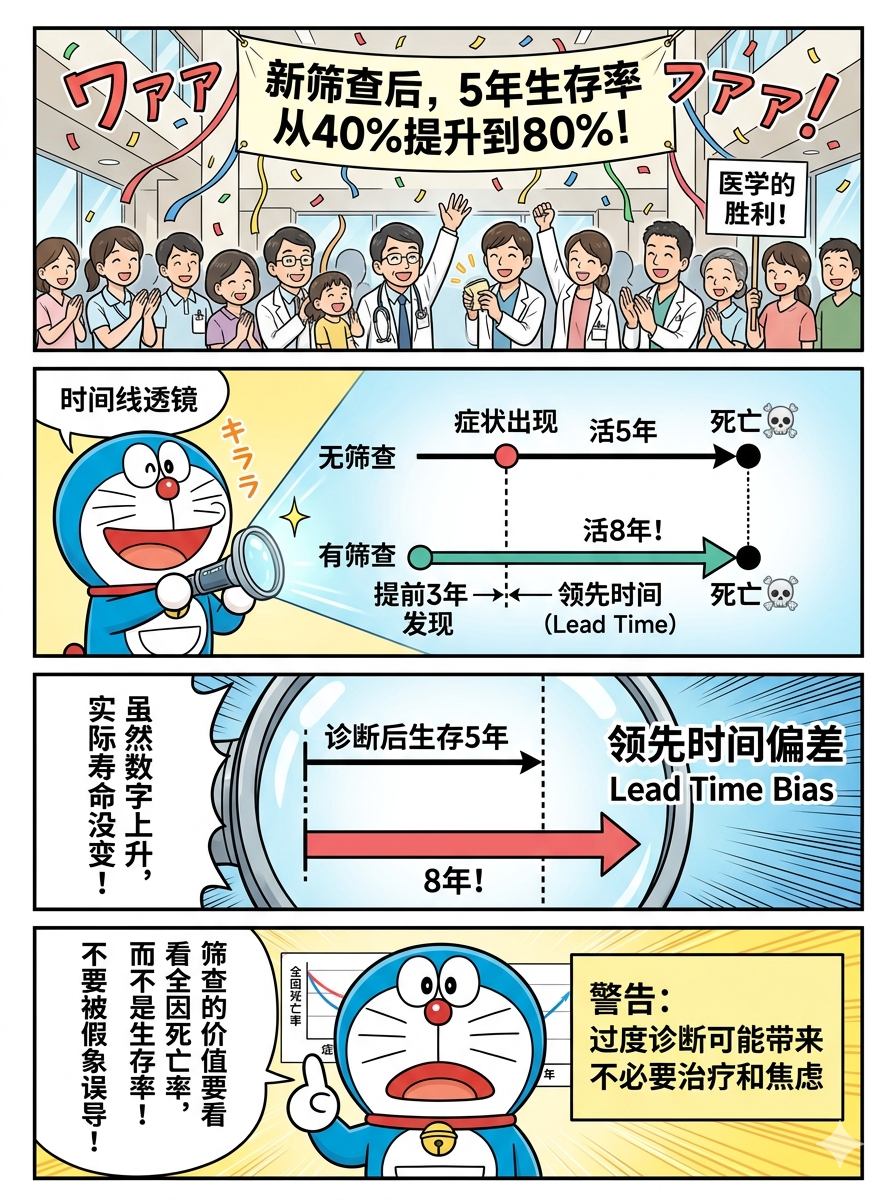 ワァァ
新筛查后，5年生存率
从40%提升到80%！
ファァァ！
医学的
胜利！
时间线透镜
キララ
症状出现
活5年
死亡
无筛查
活8年！
有筛查
提前3年
发现
领先时间
（Lead Time）
死亡
虽然数字上升，
实际寿命没变！
诊断后生存5年
8年！
领先时间偏差
Lead Time Bias
筛查的价值要看
看全因死亡率，
而不是生存率！
不要被假象误导！
症
年
警告：
过度诊断可能带来
不必要治疗和焦虑